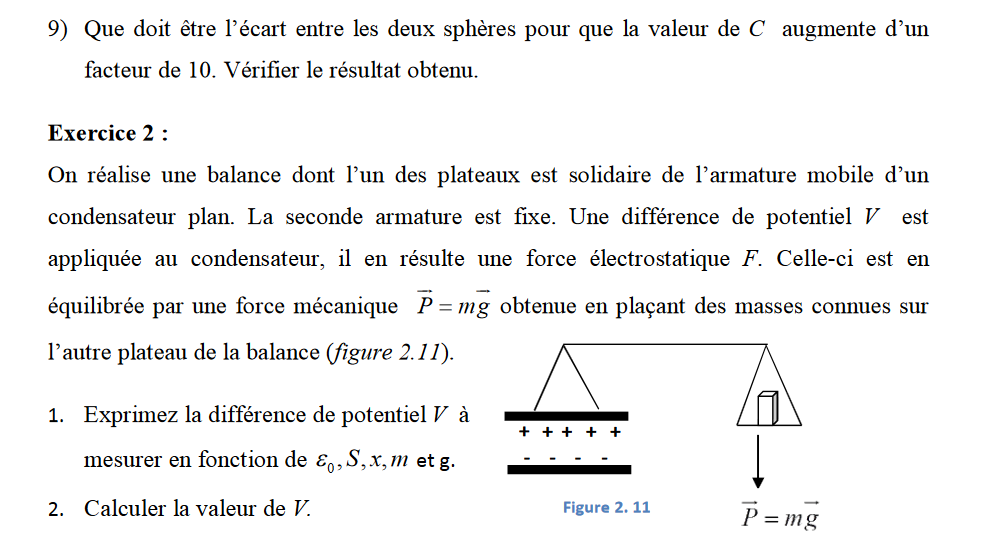 9) Que doit être l’écart entre les deux sphères pour que la valeur de C augmente d’un
facteur de 10. Vérifier le résultat obtenu.
Exercice 2 :
On réalise une balance dont l’un des plateaux est solidaire de l’armature mobile d’un
condensateur plan. La seconde armature est fixe. Une différence de potentiel V est
appliquée au condensateur, il en résulte une force électrostatique F. Celle-ci est en
équilibrée par une force mécanique $\vec{P} = m\vec{g}$ obtenue en plaçant des masses connues sur
l’autre plateau de la balance (figure 2.11).
1. Exprimez la différence de potentiel V à
mesurer en fonction de ε₀, S, x, m et g.
2. Calculer la valeur de V.
+ + + + +
- - - -
Figure 2. 11
$\vec{P} = m\vec{g}$